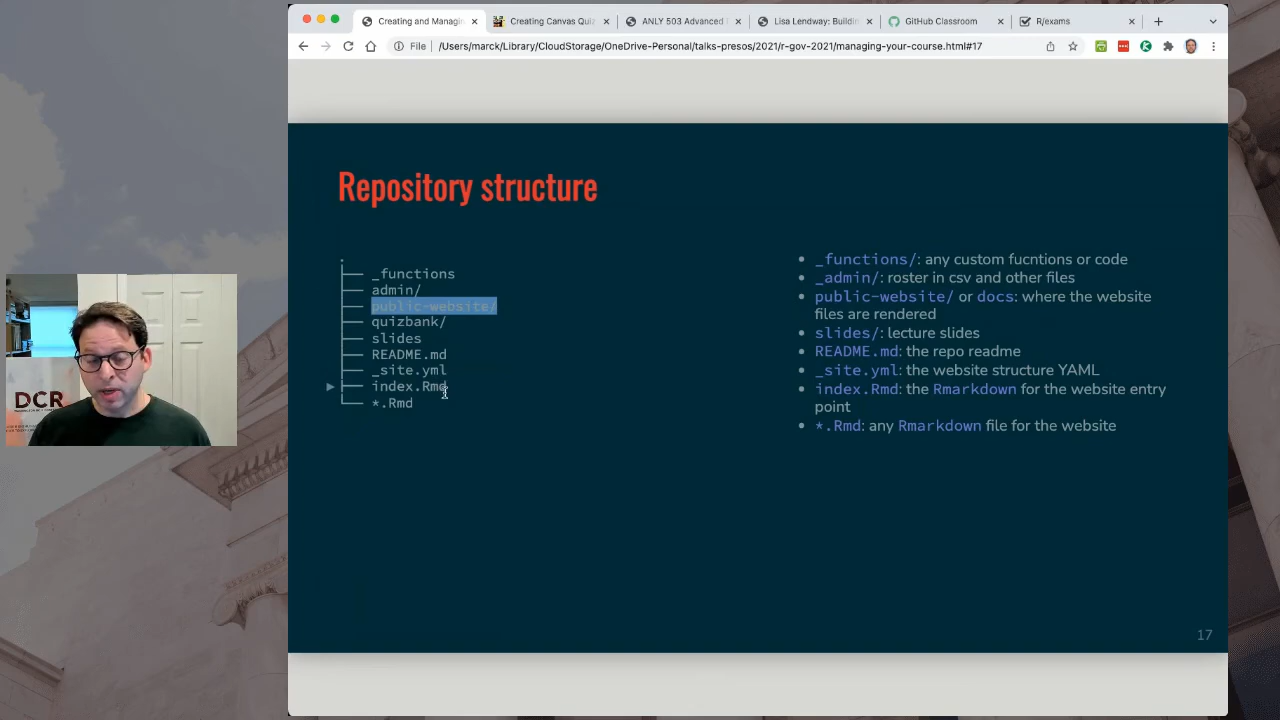 Creating and Managin
Creating Canvas Quiz
ANLY 503 Advanced
Lisa Lendway: Buildin
GitHub Classroom
R/exams
File
/Users/marck/Library/CloudStorage/OneDrive-Personal/talks-presos/2021/r-gov-2021/managing-your-course.html#17
Repository structure
.
├── _functions
├── admin/
├── public-website/
├── quizbank/
├── slides
├── README.md
├── _site.yml
├── index.Rmd
└── *.Rmd
• _functions/: any custom fucntions or code
• _admin/: roster in csv and other files
• public-website/ or docs: where the website
files are rendered
• slides/: lecture slides
• README.md: the repo readme
• _site.yml: the website structure YAML
• index.Rmd: the Rmarkdown for the website entry
point
• *.Rmd: any Rmarkdown file for the website
17
DCR